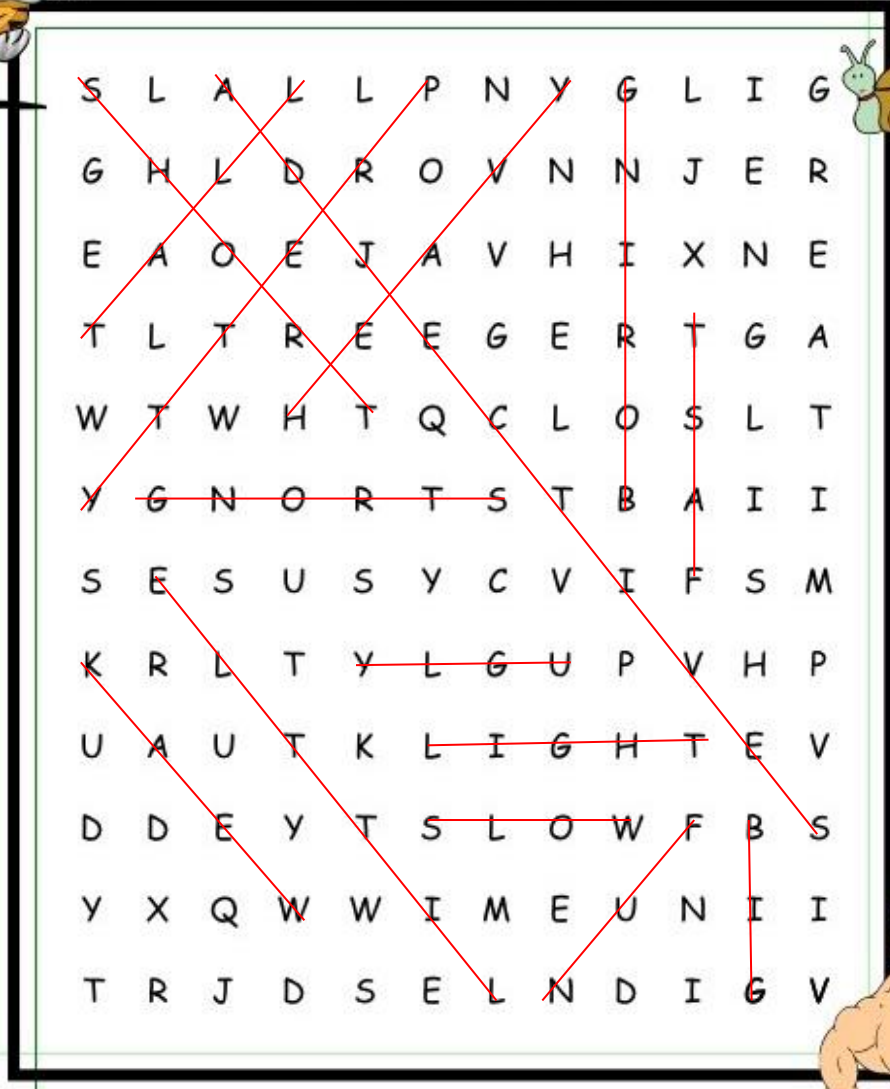 S L A L L P N Y G L I G
G H L D R O V N N J E R
E A O E J A V H I X N E
T L T R E E G E R T G A
W T W H T Q C L O S L T
Y G N O R T S T B A I I
S E S U S Y C V I F S M
K R L T Y L G U P V H P
U A U T K L I G H T E V
D D E Y T S L O W F B S
Y X Q W W I M E U N I I
T R J D S E L N D I G V